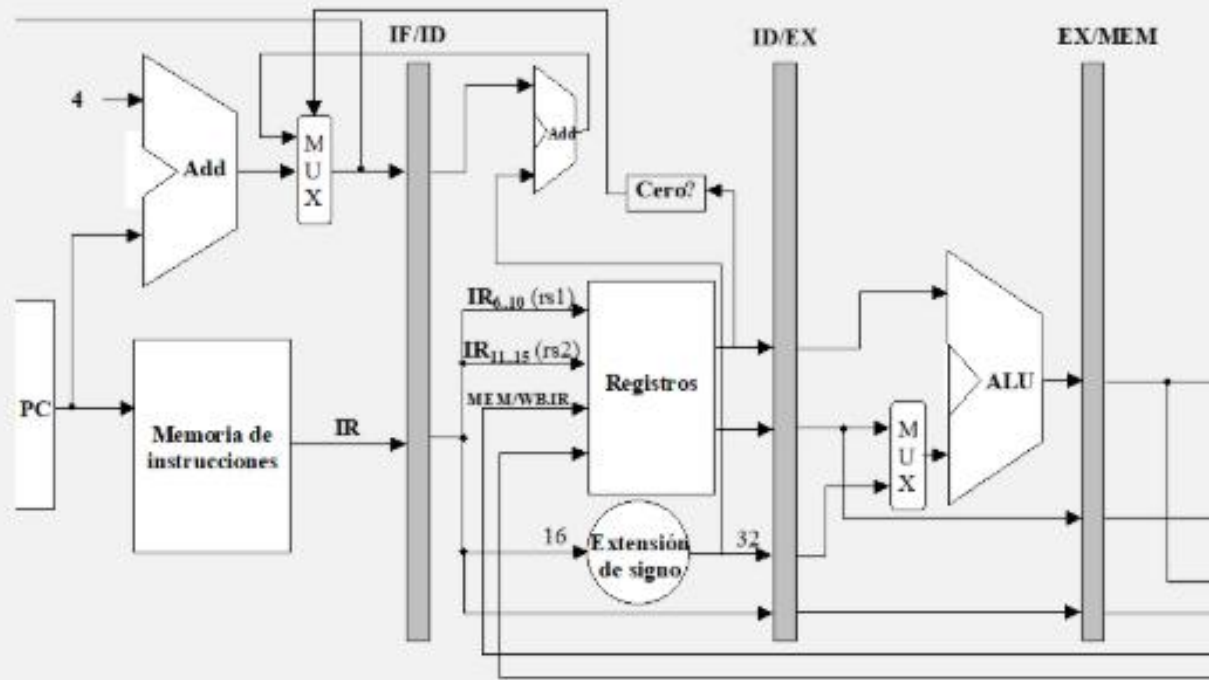 IF/ID
ID/EX
EX/MEM
4
Add
M
U
X
Add
Cero?
IR6..10 (rs1)
IR11..15 (rs2)
MEM/WB.IR
Registros
ALU
M
U
X
PC
Memoria de
instrucciones
IR
16
Extensión
de signo
32